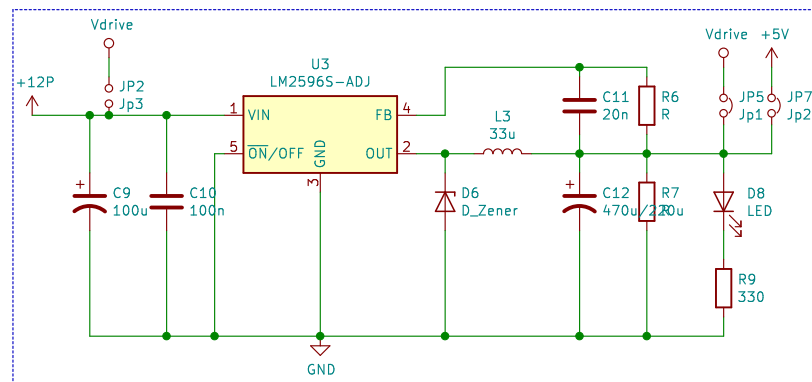 Vdrive
+12P
JP2
Jp3
U3
LM2596S-ADJ
1
VIN
FB
4
5
ON/OFF
GND
OUT
2
3
C9
100u
C10
100n
GND
L3
33u
D6
D_Zener
C11
20n
R6
R
C12
470u/220u
R7
R
Vdrive
+5V
JP5
Jp1
JP7
Jp2
D8
LED
R9
330